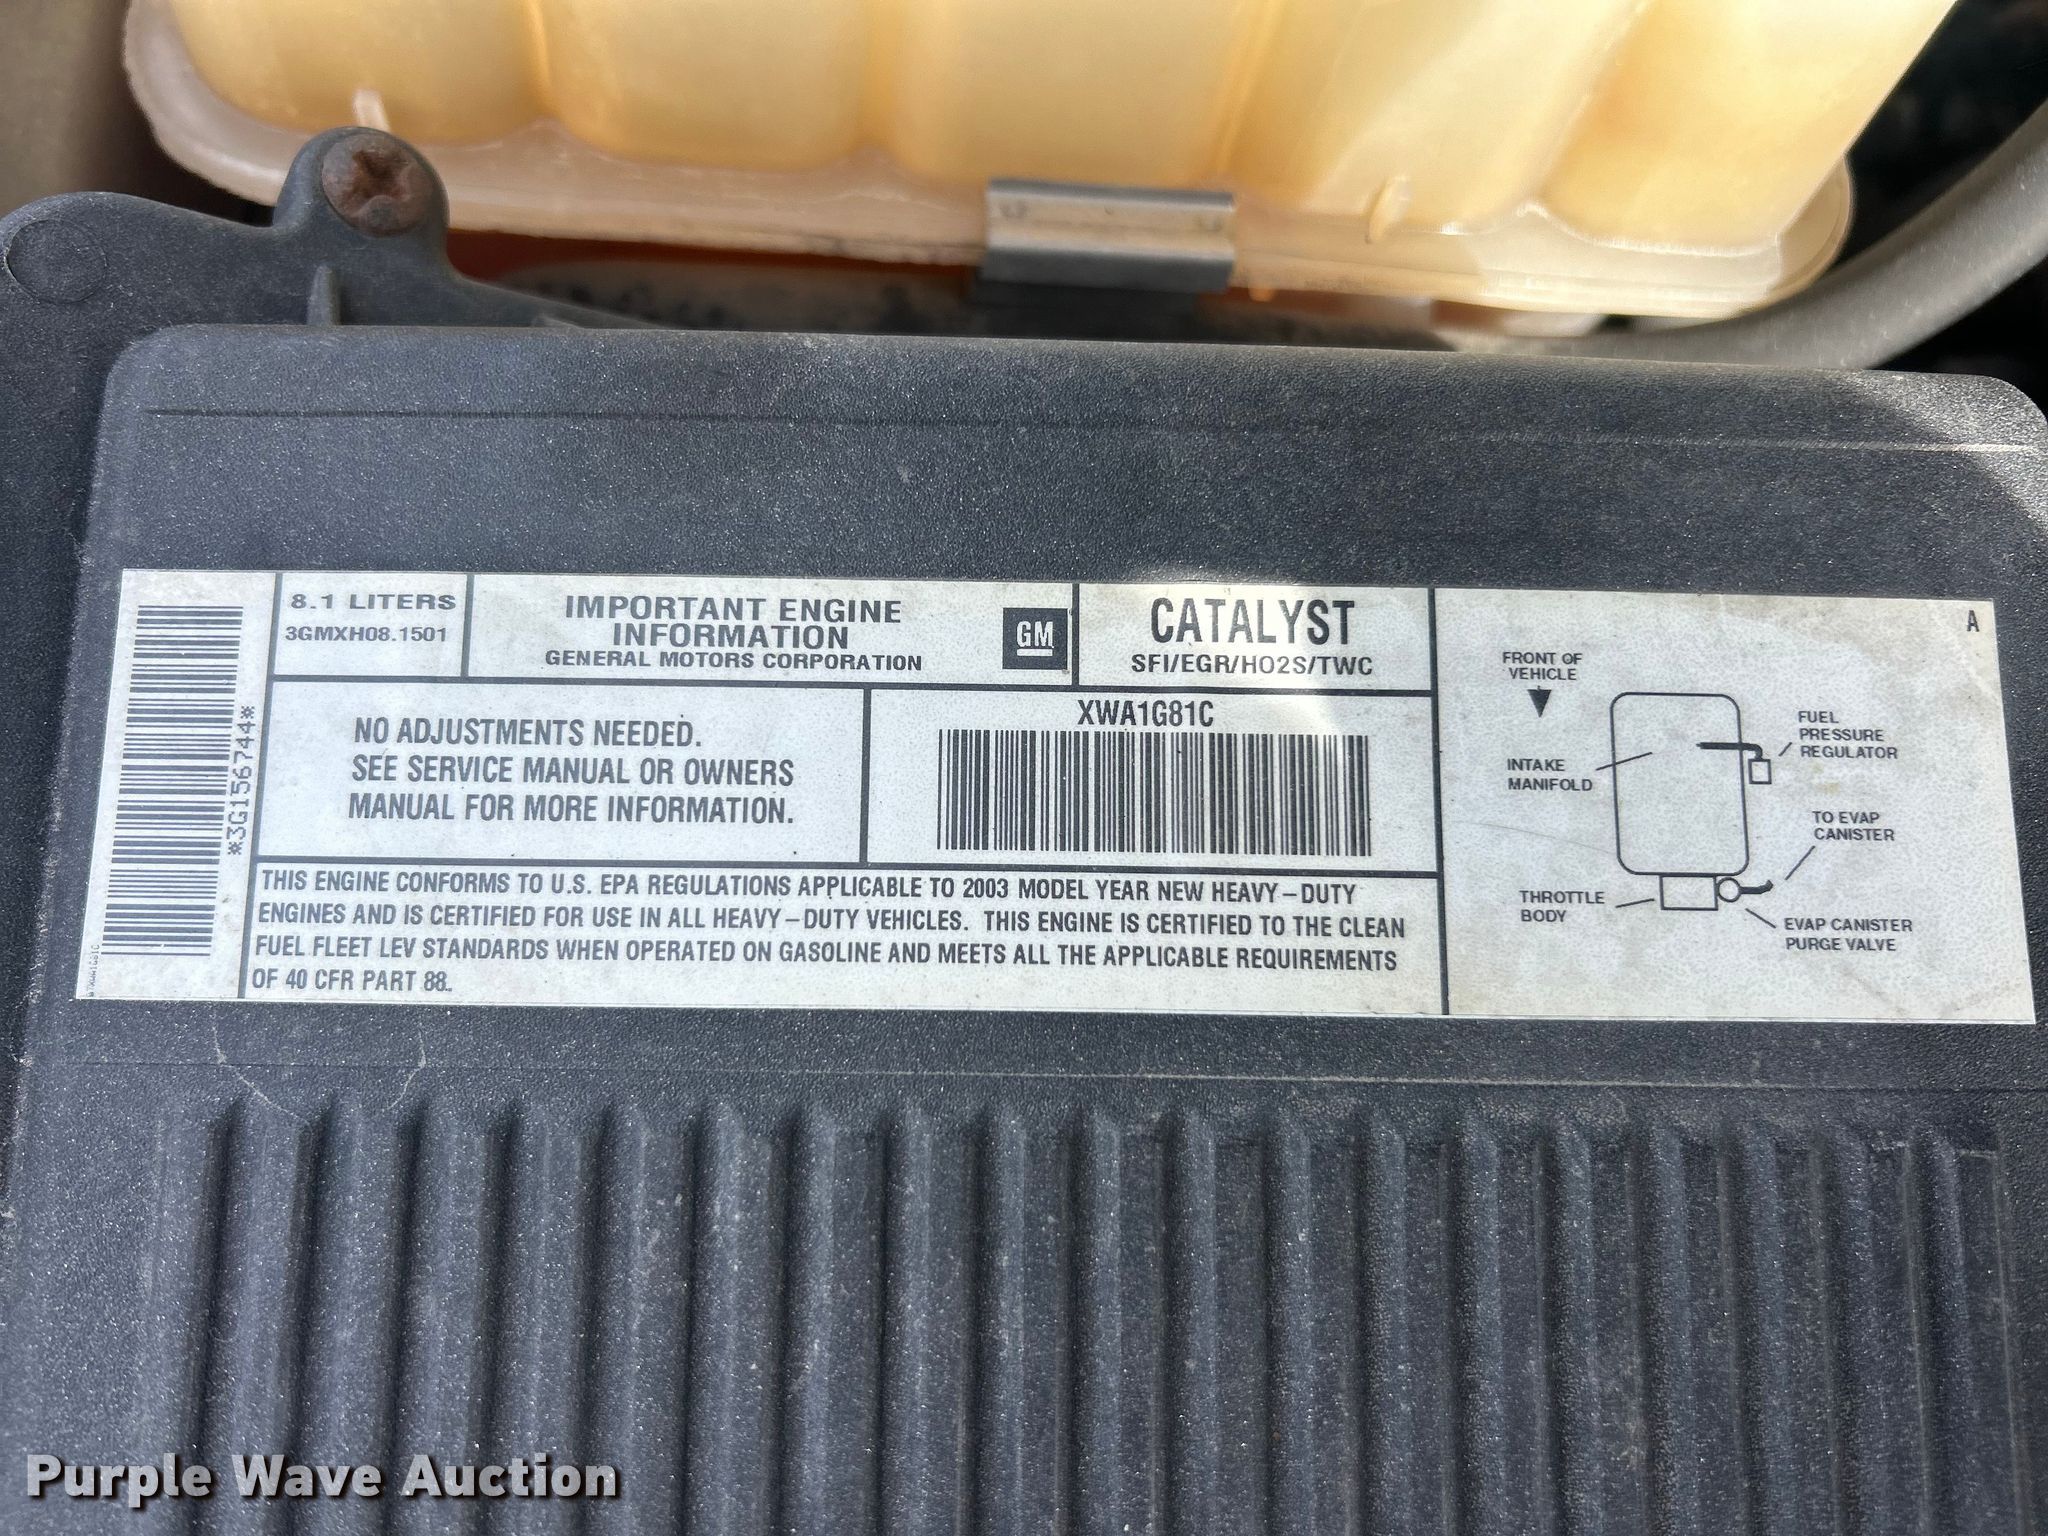 8.1 LITERS
3GMXH08.1501
IMPORTANT ENGINE
INFORMATION
GENERAL MOTORS CORPORATION
GM
CATALYST
SFI/EGR/HO2S/TWC
*3G156744*
NO ADJUSTMENTS NEEDED.
SEE SERVICE MANUAL OR OWNERS
MANUAL FOR MORE INFORMATION.
XWA1G81C
THIS ENGINE CONFORMS TO U.S. EPA REGULATIONS APPLICABLE TO 2003 MODEL YEAR NEW HEAVY-DUTY
ENGINES AND IS CERTIFIED FOR USE IN ALL HEAVY-DUTY VEHICLES. THIS ENGINE IS CERTIFIED TO THE CLEAN
FUEL FLEET LEV STANDARDS WHEN OPERATED ON GASOLINE AND MEETS ALL THE APPLICABLE REQUIREMENTS
OF 40 CFR PART 88.
A
FRONT OF
VEHICLE
FUEL
PRESSURE
REGULATOR
INTAKE
MANIFOLD
TO EVAP
CANISTER
THROTTLE
BODY
EVAP CANISTER
PURGE VALVE
Purple Wave Auction